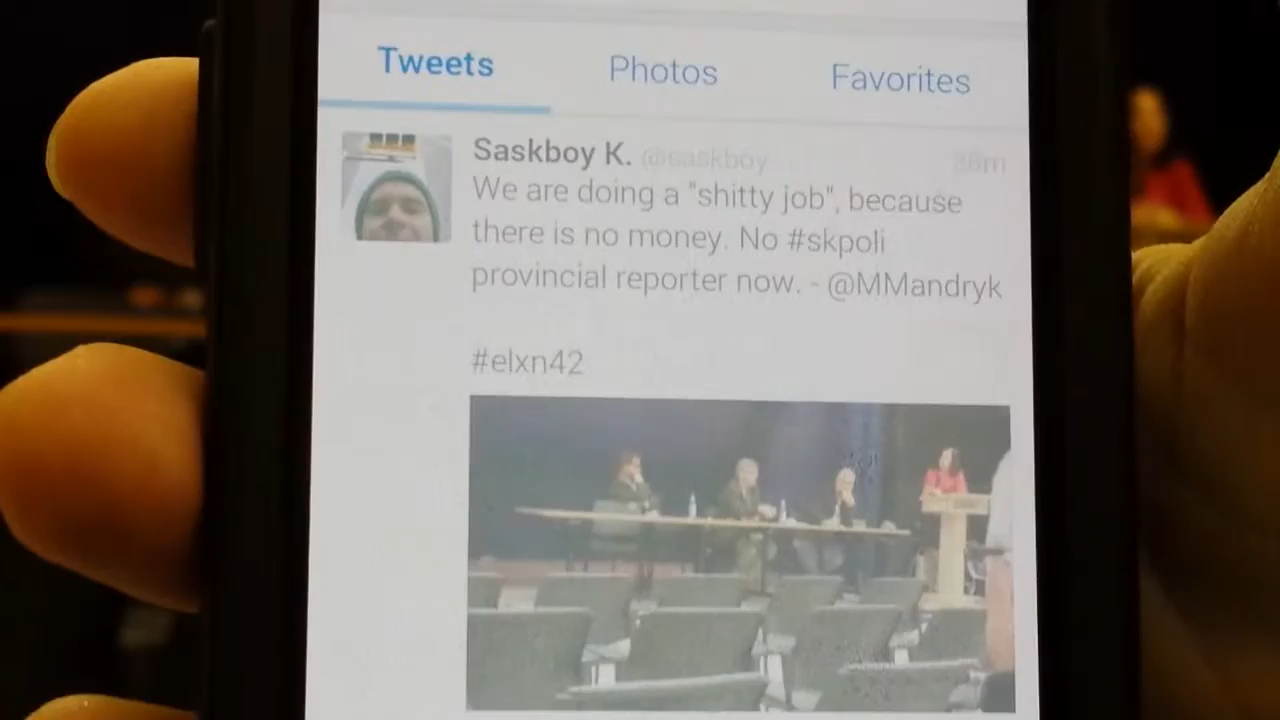 Tweets Photos Favorites
Saskboy K. @saskboy
We are doing a "shitty job", because
there is no money. No #skpoli
provincial reporter now. - @MMandryk
#elxn42